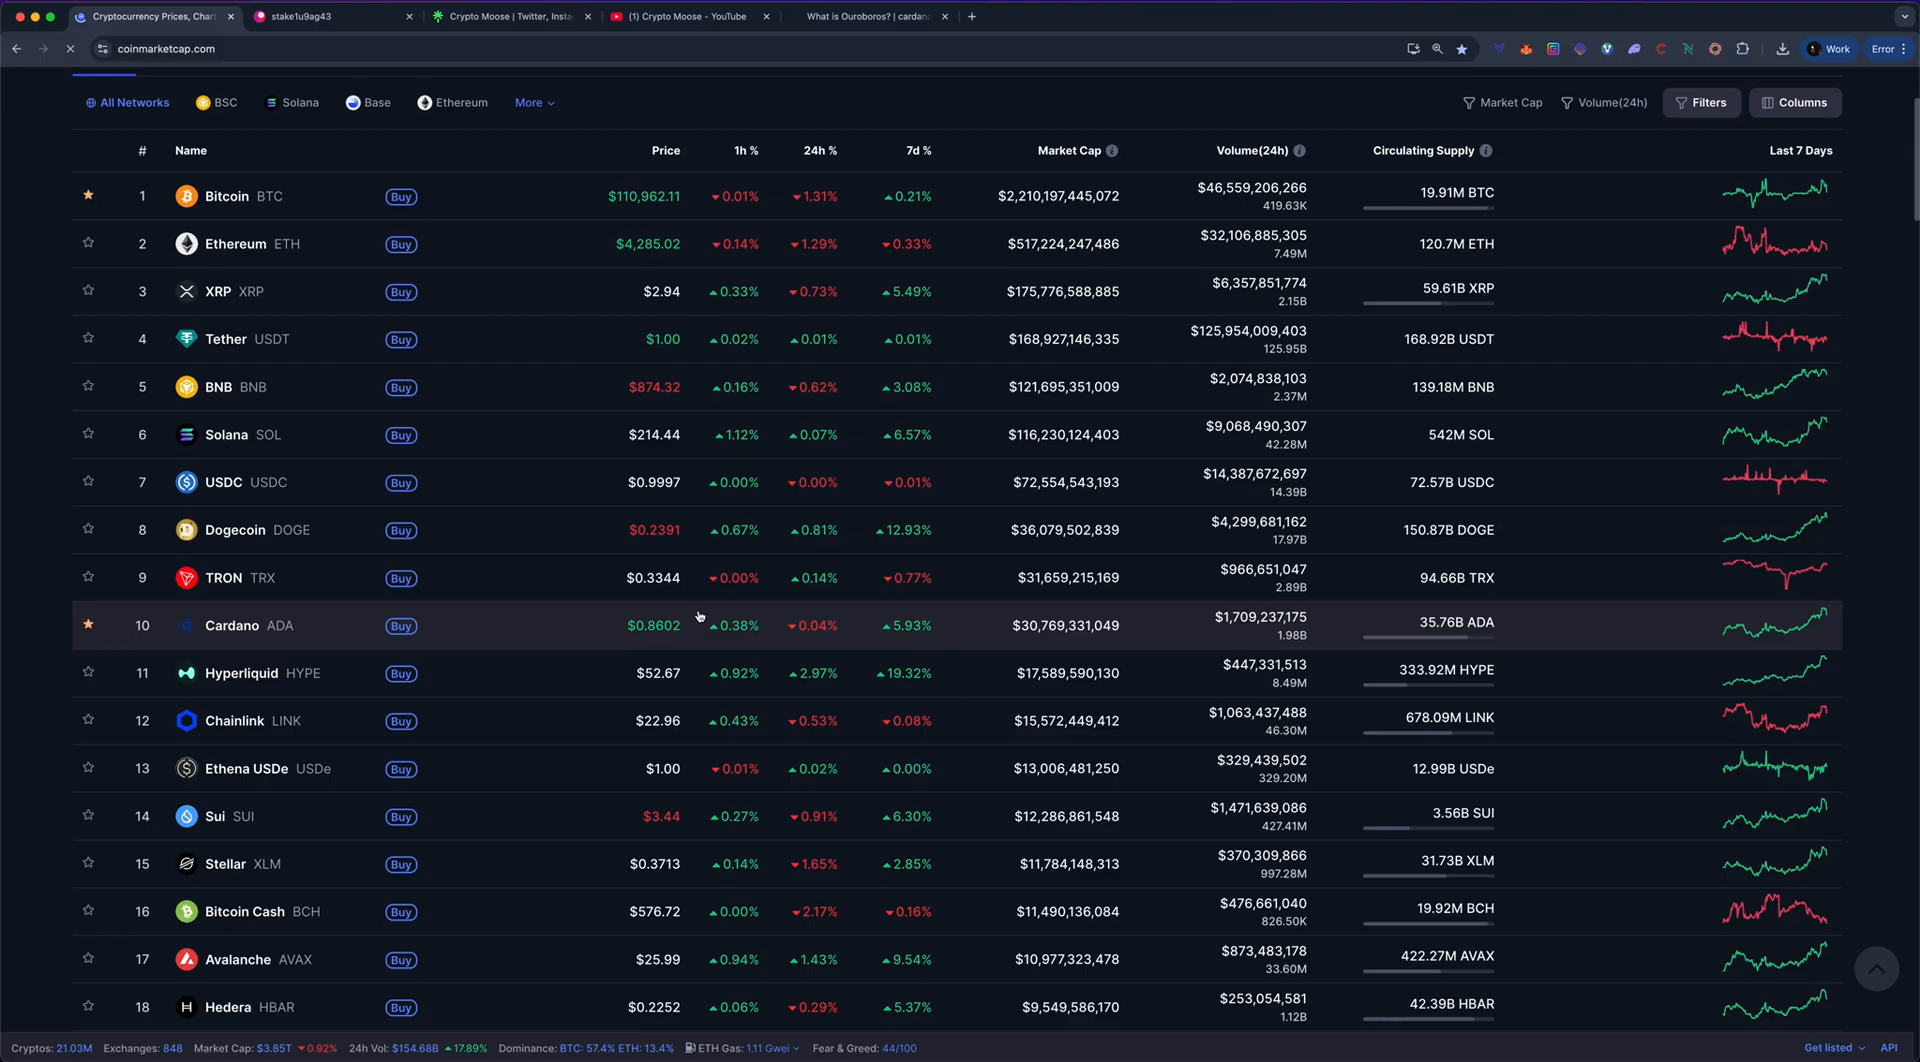 Cryptocurrency Prices, Chart
stake1u9ag43
Crypto Moose | Twitter, Insta
(1) Crypto Moose - YouTube
What is Ouroboros? | cardano
coinmarketcap.com
Work
Error
All Networks
BSC
Solana
Base
Ethereum
More
Market Cap
Volume(24h)
Filters
Columns
# Name Price 1h % 24h % 7d % Market Cap Volume(24h) Circulating Supply Last 7 Days
1 Bitcoin BTC Buy $110,962.11 0.01% 1.31% 0.21% $2,210,197,445,072 $46,559,206,266 19.91M BTC
419.63K
2 Ethereum ETH Buy $4,285.02 0.14% 1.29% 0.33% $517,224,247,486 $32,106,885,305 120.7M ETH
7.49M
3 XRP XRP Buy $2.94 0.33% 0.73% 5.49% $175,776,588,885 $6,357,851,774 59.61B XRP
2.15B
4 Tether USDT Buy $1.00 0.02% 0.01% 0.01% $168,927,146,335 $125,954,009,403 168.92B USDT
125.95B
5 BNB BNB Buy $874.32 0.16% 0.62% 3.08% $121,695,351,009 $2,074,838,103 139.18M BNB
2.37M
6 Solana SOL Buy $214.44 1.12% 0.07% 6.57% $116,230,124,403 $9,068,490,307 542M SOL
42.28M
7 USDC USDC Buy $0.9997 0.00% 0.00% 0.01% $72,554,543,193 $14,387,672,697 72.57B USDC
14.39B
8 Dogecoin DOGE Buy $0.2391 0.67% 0.81% 12.93% $36,079,502,839 $4,299,681,162 150.87B DOGE
17.97B
9 TRON TRX Buy $0.3344 0.00% 0.14% 0.77% $31,659,215,169 $966,651,047 94.66B TRX
2.89B
10 Cardano ADA Buy $0.8602 0.38% 0.04% 5.93% $30,769,331,049 $1,709,237,175 35.76B ADA
1.98B
11 Hyperliquid HYPE Buy $52.67 0.92% 2.97% 19.32% $17,589,590,130 $447,331,513 333.92M HYPE
8.49M
12 Chainlink LINK Buy $22.96 0.43% 0.53% 0.08% $15,572,449,412 $1,063,437,488 678.09M LINK
46.30M
13 Ethena USDe USDe Buy $1.00 0.01% 0.02% 0.00% $13,006,481,250 $329,439,502 12.99B USDe
329.20M
14 Sui SUI Buy $3.44 0.27% 0.91% 6.30% $12,286,861,548 $1,471,639,086 3.56B SUI
427.41M
15 Stellar XLM Buy $0.3713 0.14% 1.65% 2.85% $11,784,148,313 $370,309,866 31.73B XLM
997.28M
16 Bitcoin Cash BCH Buy $576.72 0.00% 2.17% 0.16% $11,490,136,084 $476,661,040 19.92M BCH
826.50K
17 Avalanche AVAX Buy $25.99 0.94% 1.43% 9.54% $10,977,323,478 $873,483,178 422.27M AVAX
33.60M
18 Hedera HBAR Buy $0.2252 0.06% 0.29% 5.37% $9,549,586,170 $253,054,581 42.39B HBAR
1.12B
Cryptos: 21.03M Exchanges: 848 Market Cap: $3.85T 0.92% 24h Vol: $154.68B 17.89% Dominance: BTC: 57.4% ETH: 13.4% ETH Gas: 1.11 Gwei Fear & Greed: 44/100 Get listed API